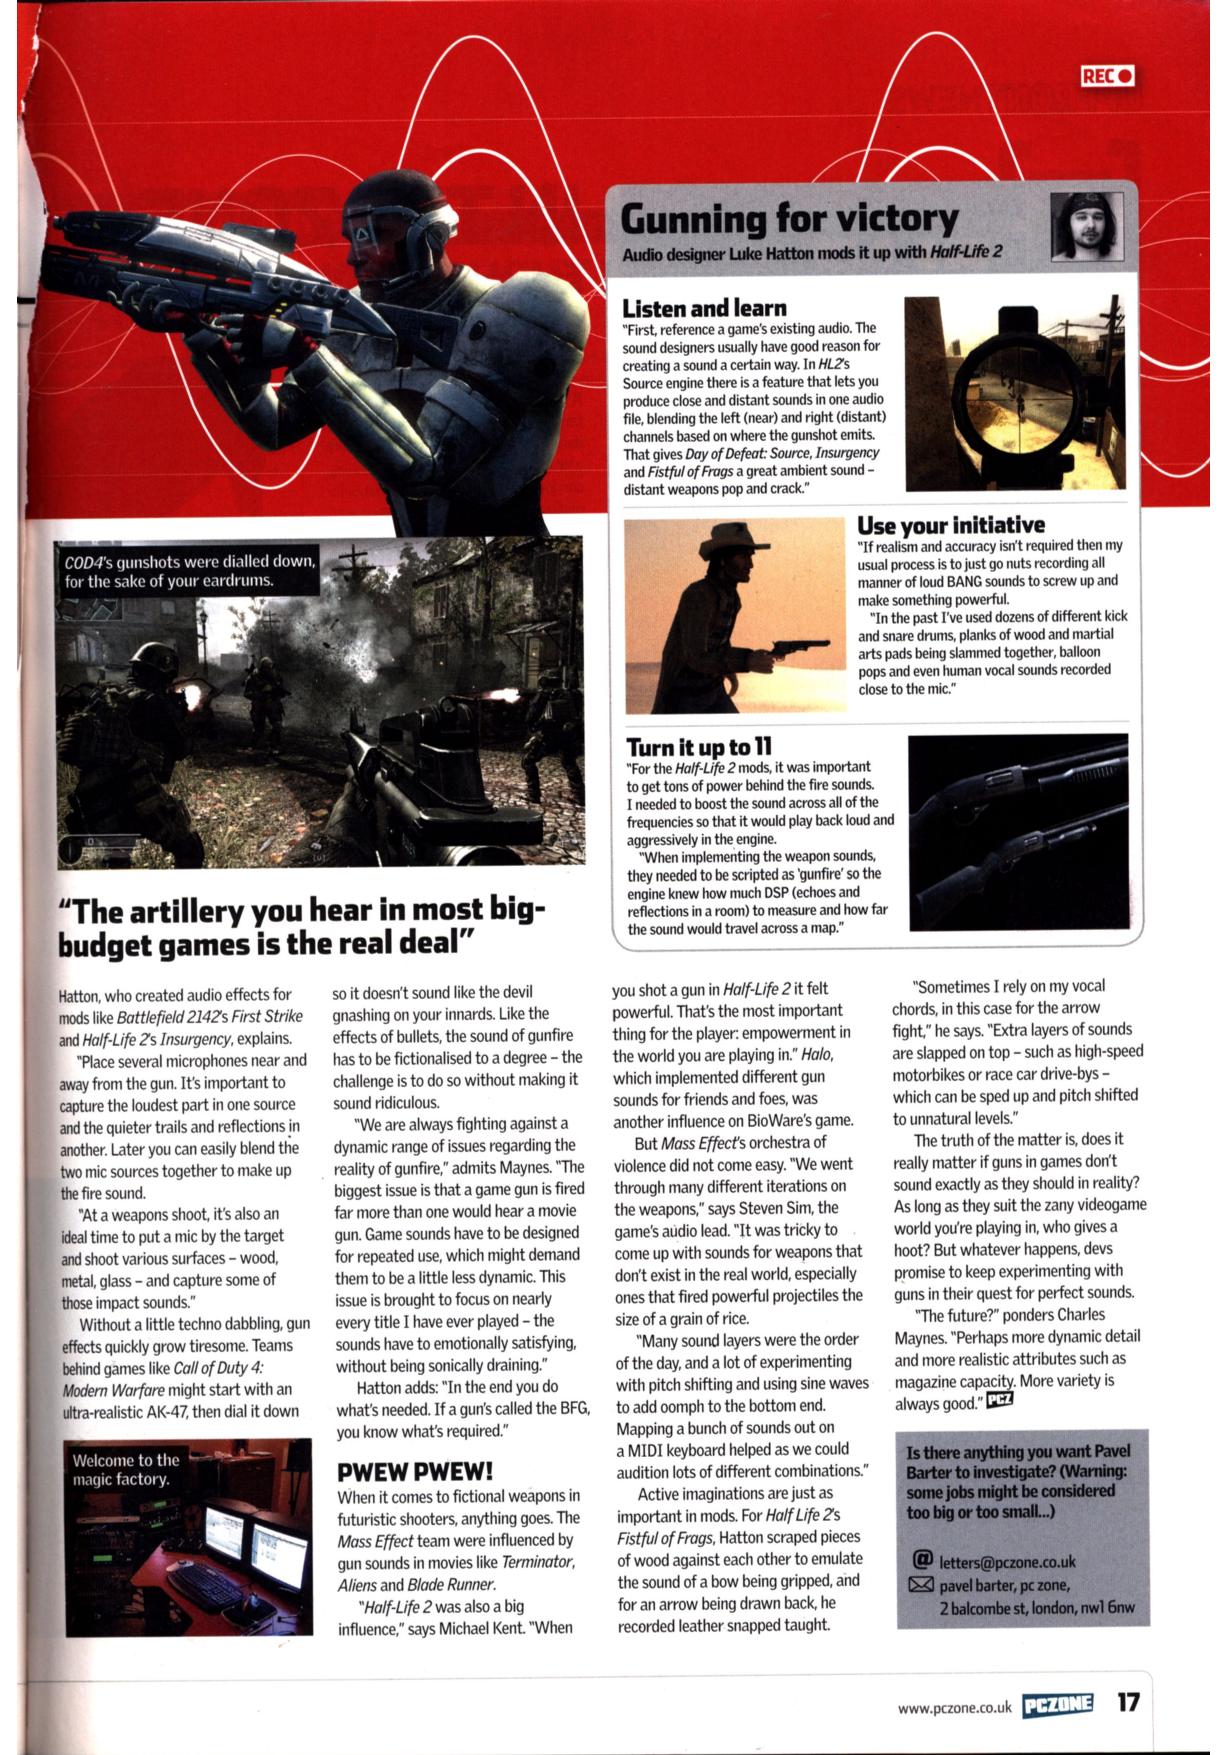 REC
Gunning for victory
Audio designer Luke Hatton mods it up with Half-Life 2
Listen and learn
"First, reference a game's existing audio. The
sound designers usually have good reason for
creating a sound a certain way. In HL2's
Source engine there is a feature that lets you
produce close and distant sounds in one audio
file, blending the left (near) and right (distant)
channels based on where the gunshot emits.
That gives Day of Defeat: Source, Insurgency
and Fistful of Frags a great ambient sound –
distant weapons pop and crack."
Use your initiative
"If realism and accuracy isn't required then my
usual process is to just go nuts recording all
manner of loud BANG sounds to screw up and
make something powerful.
"In the past I've used dozens of different kick
and snare drums, planks of wood and martial
arts pads being slammed together, balloon
pops and even human vocal sounds recorded
close to the mic."
Turn it up to 11
"For the Half-Life 2 mods, it was important
to get tons of power behind the fire sounds.
I needed to boost the sound across all of the
frequencies so that it would play back loud and
aggressively in the engine.
"When implementing the weapon sounds,
they needed to be scripted as 'gunfire' so the
engine knew how much DSP (echoes and
reflections in a room) to measure and how far
the sound would travel across a map."
COD4's gunshots were dialled down,
for the sake of your eardrums.
"The artillery you hear in most big-
budget games is the real deal"
Hatton, who created audio effects for
mods like Battlefield 2142's First Strike
and Half-Life 2's Insurgency, explains.
"Place several microphones near and
away from the gun. It's important to
capture the loudest part in one source
and the quieter trails and reflections in
another. Later you can easily blend the
two mic sources together to make up
the fire sound.
"At a weapons shoot, it's also an
ideal time to put a mic by the target
and shoot various surfaces – wood,
metal, glass – and capture some of
those impact sounds."
Without a little techno dabbling, gun
effects quickly grow tiresome. Teams
behind games like Call of Duty 4:
Modern Warfare might start with an
ultra-realistic AK-47, then dial it down
Welcome to the
magic factory.
so it doesn't sound like the devil
gnashing on your innards. Like the
effects of bullets, the sound of gunfire
has to be fictionalised to a degree – the
challenge is to do so without making it
sound ridiculous.
"We are always fighting against a
dynamic range of issues regarding the
reality of gunfire," admits Maynes. "The
biggest issue is that a game gun is fired
far more than one would hear a movie
gun. Game sounds have to be designed
for repeated use, which might demand
them to be a little less dynamic. This
issue is brought to focus on nearly
every title I have ever played – the
sounds have to emotionally satisfying,
without being sonically draining."
Hatton adds: "In the end you do
what's needed. If a gun's called the BFG,
you know what's required."
PWEW PWEW!
When it comes to fictional weapons in
futuristic shooters, anything goes. The
Mass Effect team were influenced by
gun sounds in movies like Terminator,
Aliens and Blade Runner.
"Half-Life 2 was also a big
influence," says Michael Kent. "When
you shot a gun in Half-Life 2 it felt
powerful. That's the most important
thing for the player: empowerment in
the world you are playing in." Halo,
which implemented different gun
sounds for friends and foes, was
another influence on BioWare's game.
But Mass Effect's orchestra of
violence did not come easy. "We went
through many different iterations on
the weapons," says Steven Sim, the
game's audio lead. "It was tricky to
come up with sounds for weapons that
don't exist in the real world, especially
ones that fired powerful projectiles the
size of a grain of rice.
"Many sound layers were the order
of the day, and a lot of experimenting
with pitch shifting and using sine waves
to add oomph to the bottom end.
Mapping a bunch of sounds out on
a MIDI keyboard helped as we could
audition lots of different combinations."
Active imaginations are just as
important in mods. For Half Life 2's
Fistful of Frags, Hatton scraped pieces
of wood against each other to emulate
the sound of a bow being gripped, and
for an arrow being drawn back, he
recorded leather snapped taught.
"Sometimes I rely on my vocal
chords, in this case for the arrow
fight," he says. "Extra layers of sounds
are slapped on top – such as high-speed
motorbikes or race car drive-bys –
which can be sped up and pitch shifted
to unnatural levels."
The truth of the matter is, does it
really matter if guns in games don't
sound exactly as they should in reality?
As long as they suit the zany videogame
world you're playing in, who gives a
hoot? But whatever happens, devs
promise to keep experimenting with
guns in their quest for perfect sounds.
"The future?" ponders Charles
Maynes. "Perhaps more dynamic detail
and more realistic attributes such as
magazine capacity. More variety is
always good." PCZ
Is there anything you want Pavel
Barter to investigate? (Warning:
some jobs might be considered
too big or too small...)
@ letters@pczone.co.uk
pavel barter, pc zone,
2 balcombe st, london, nw1 6nw
www.pczone.co.uk PCZONE 17